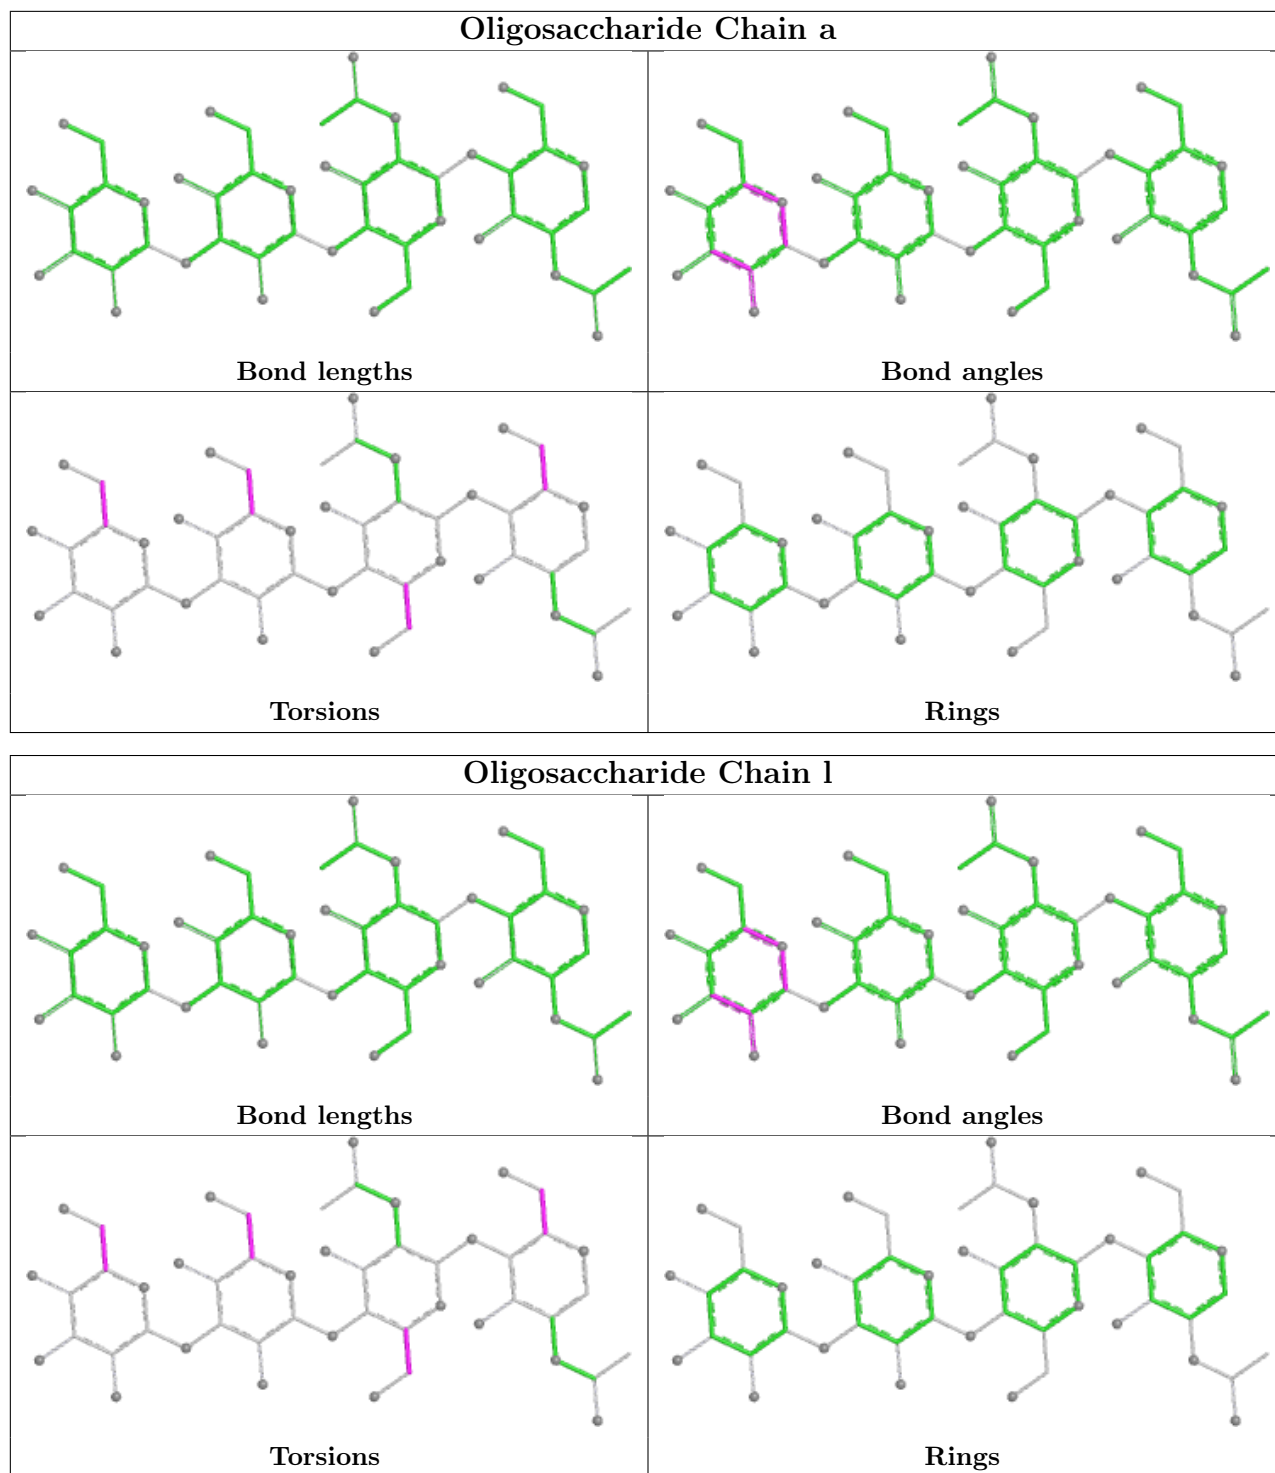 Oligosaccharide Chain a
Bond lengths
Bond angles
Torsions
Rings
Oligosaccharide Chain l
Bond lengths
Bond angles
Torsions
Rings